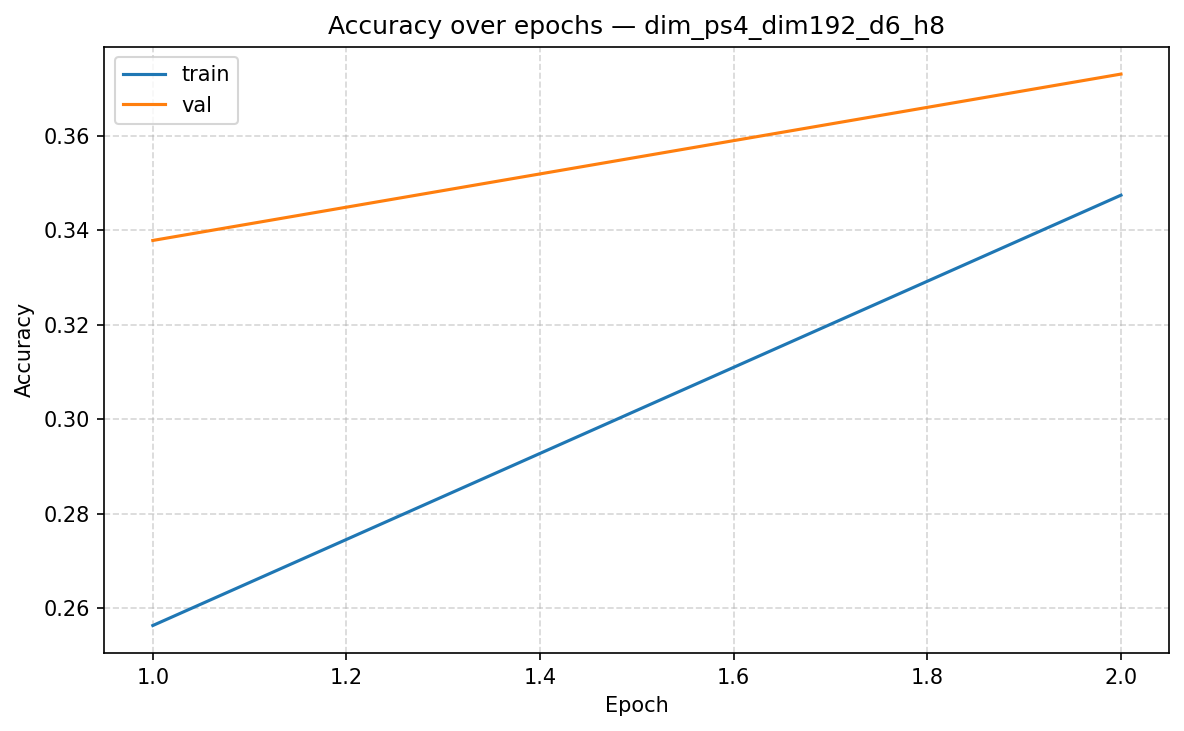 Accuracy over epochs — dim_ps4_dim192_d6_h8
train
val
Accuracy
0.36
0.34
0.32
0.30
0.28
0.26
1.0 1.2 1.4 1.6 1.8 2.0
Epoch